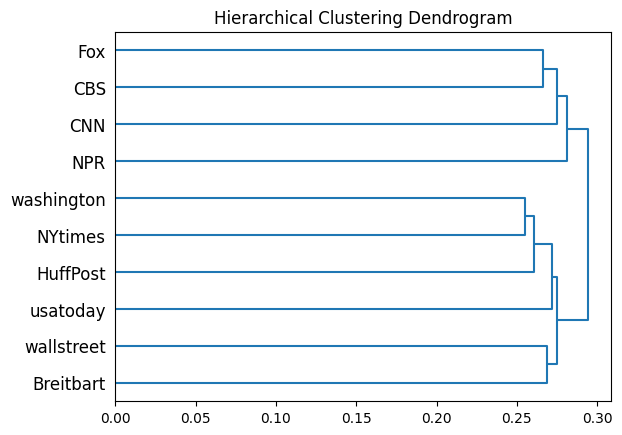 Hierarchical Clustering Dendrogram
Fox
CBS
CNN
NPR
washington
NYtimes
HuffPost
usatoday
wallstreet
Breitbart
0.00 0.05 0.10 0.15 0.20 0.25 0.30